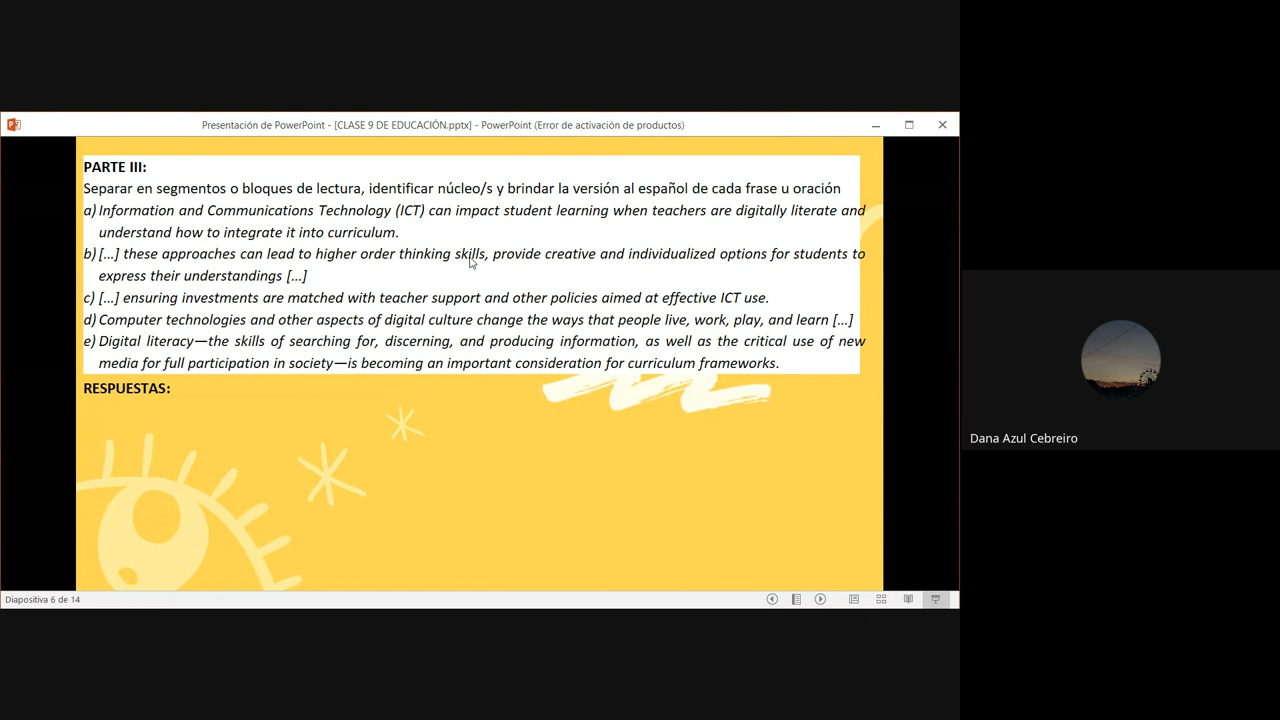 Presentación de PowerPoint - [CLASE 9 DE EDUCACIÓN.pptx] - PowerPoint (Error de activación de productos)
PARTE III:
Separar en segmentos o bloques de lectura, identificar núcleo/s y brindar la versión al español de cada frase u oración
a) Information and Communications Technology (ICT) can impact student learning when teachers are digitally literate and
understand how to integrate it into curriculum.
b) [...] these approaches can lead to higher order thinking skills, provide creative and individualized options for students to
express their understandings [...]
c) [...] ensuring investments are matched with teacher support and other policies aimed at effective ICT use.
d) Computer technologies and other aspects of digital culture change the ways that people live, work, play, and learn [...]
e) Digital literacy—the skills of searching for, discerning, and producing information, as well as the critical use of new
media for full participation in society—is becoming an important consideration for curriculum frameworks.
RESPUESTAS:
Dana Azul Cebreiro
Diapositiva 6 de 14